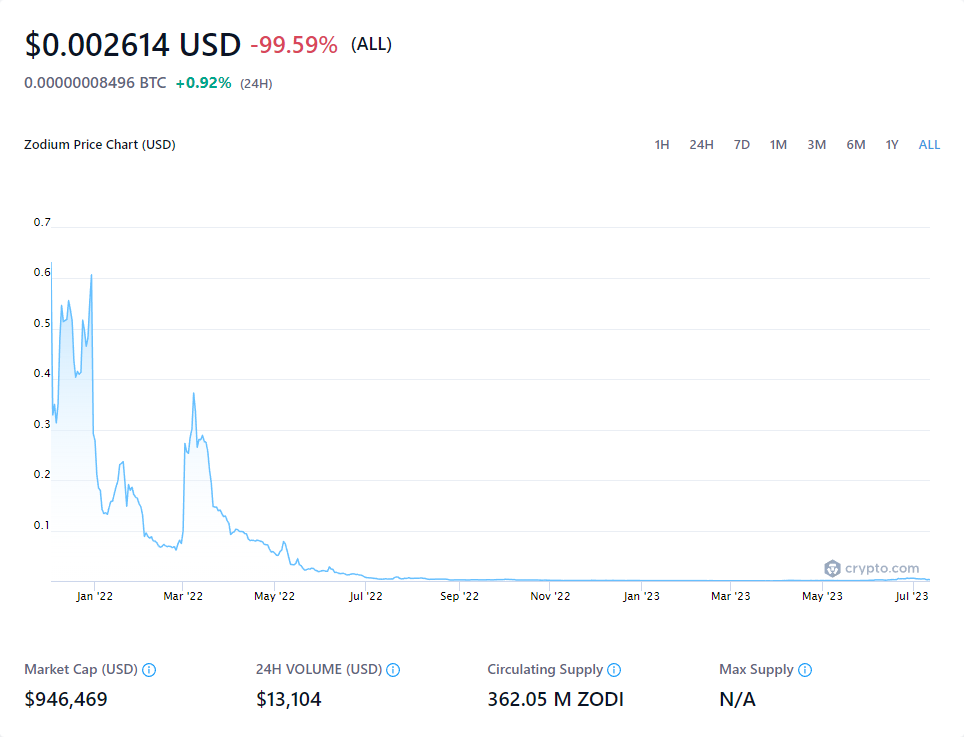 $0.002614 USD -99.59% (ALL)
0.00000008496 BTC +0.92% (24H)
Zodium Price Chart (USD) 1H 24H 7D 1M 3M 6M 1Y ALL
0.7
0.6
0.5
0.4
0.3
0.2
0.1
crypto.com
Jan '22 Mar '22 May '22 Jul '22 Sep '22 Nov '22 Jan '23 Mar '23 May '23 Jul '23
Market Cap (USD) 24H VOLUME (USD) Circulating Supply Max Supply
$946,469 $13,104 362.05 M ZODI N/A